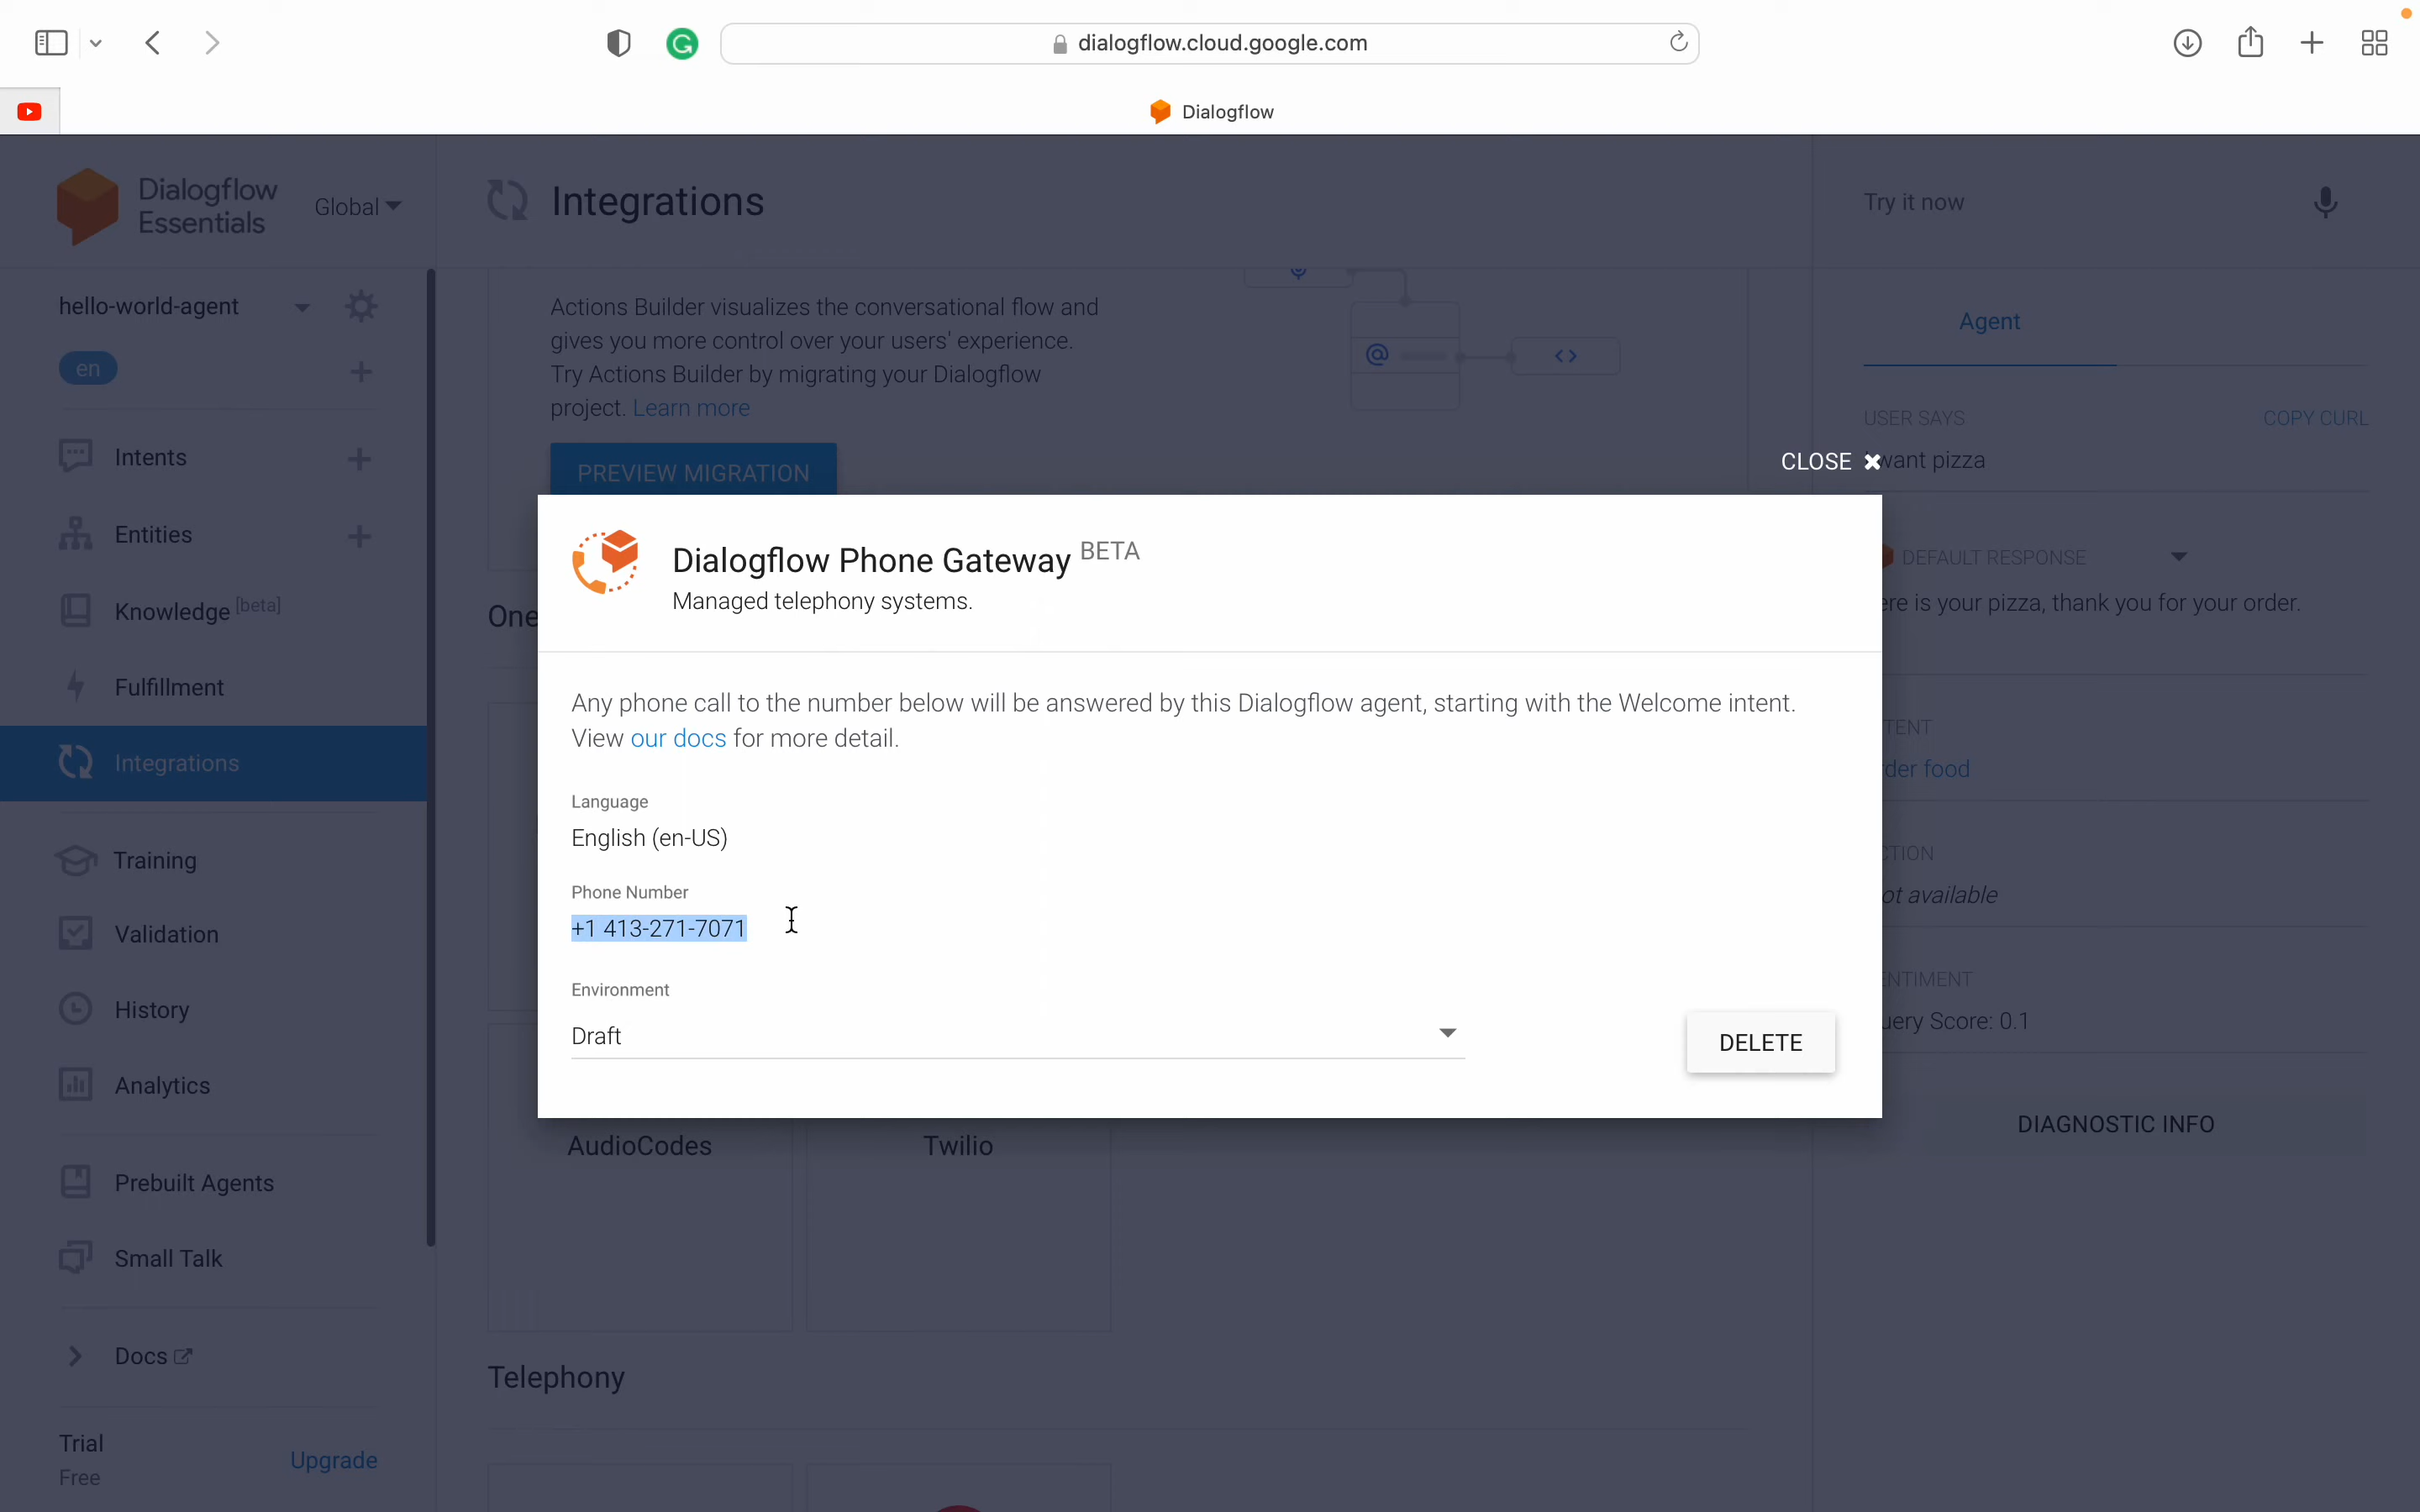 dialogflow.cloud.google.com
Dialogflow
Dialogflow
Essentials
Global
Integrations
Try it now
hello-world-agent
en
Actions Builder visualizes the conversational flow and
gives you more control over your users' experience.
Try Actions Builder by migrating your Dialogflow
project. Learn more
PREVIEW MIGRATION
Agent
USER SAYS
COPY CURL
CLOSE
want pizza
Intents
Entities
Knowledge [beta]
Fulfillment
Integrations
Training
Validation
History
Analytics
Prebuilt Agents
Small Talk
Docs
Trial
Free
Upgrade
One
Dialogflow Phone Gateway BETA
Managed telephony systems.
Any phone call to the number below will be answered by this Dialogflow agent, starting with the Welcome intent.
View our docs for more detail.
Language
English (en-US)
Phone Number
+1 413-271-7071
Environment
Draft
DELETE
DEFAULT RESPONSE
ere is your pizza, thank you for your order.
TENT
der food
CTION
ot available
ENTIMENT
uery Score: 0.1
DIAGNOSTIC INFO
AudioCodes
Twilio
Telephony